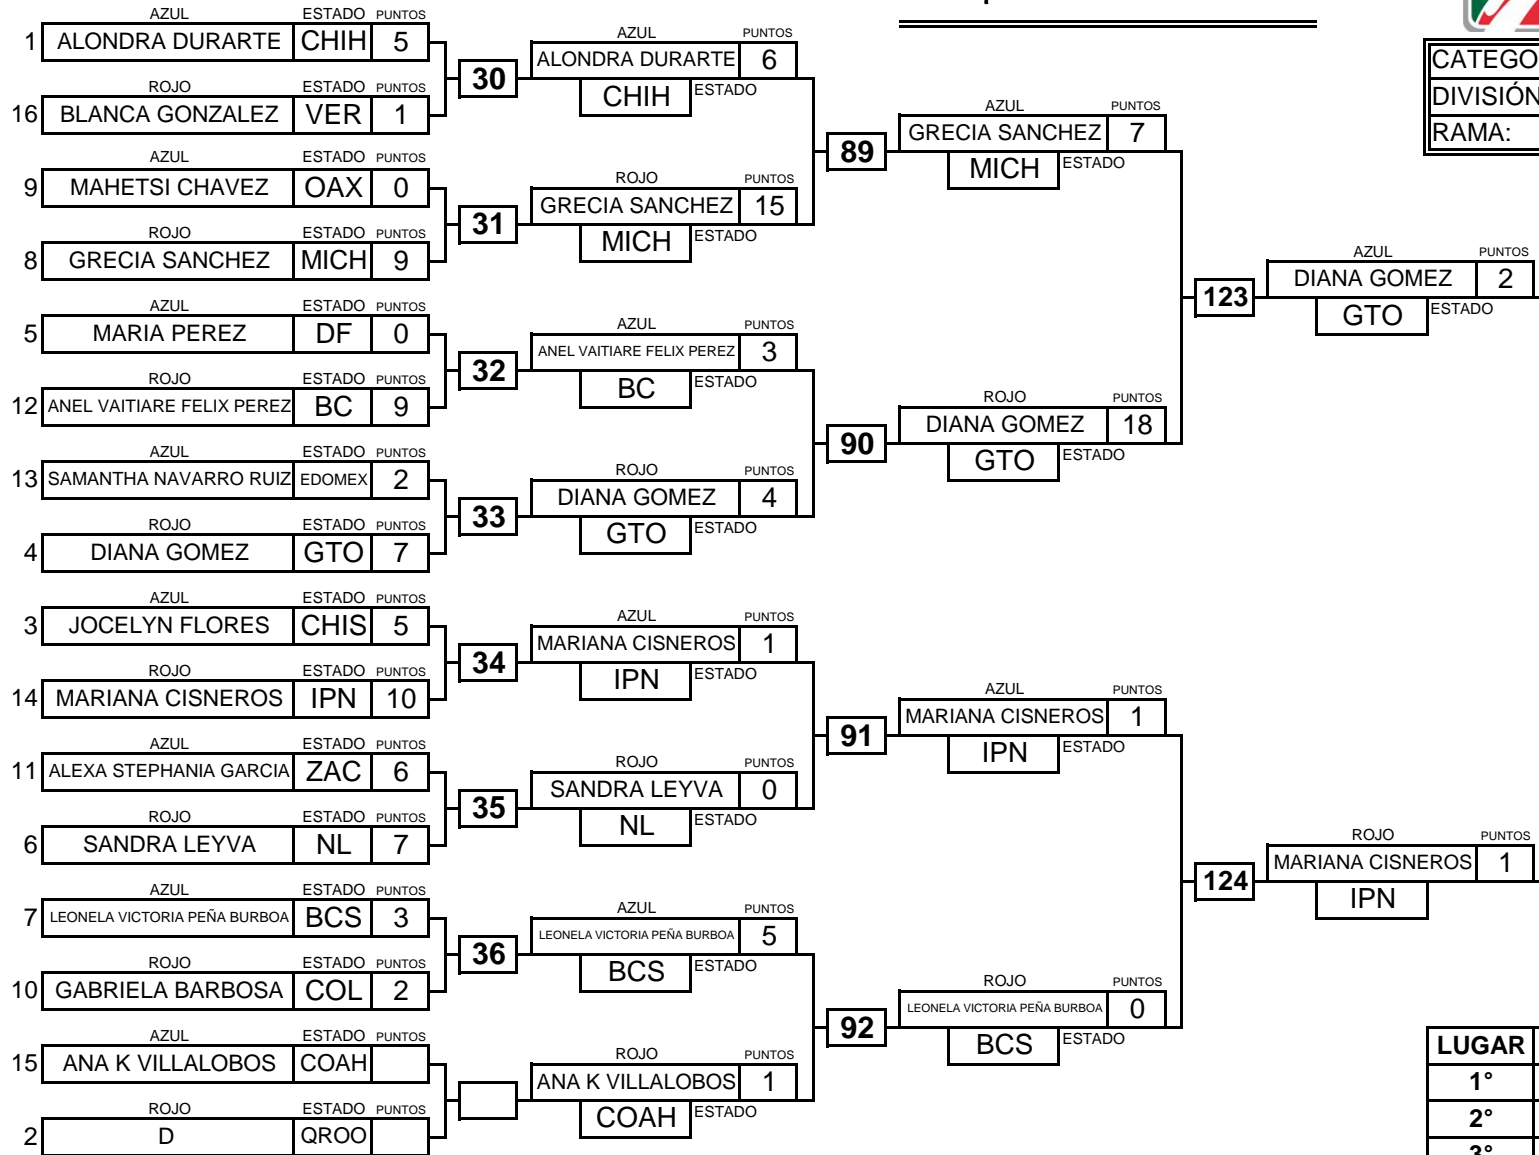 AZUL ESTADO PUNTOS
1 ALONDRA DURARTE CHIH 5
ROJO ESTADO PUNTOS
16 BLANCA GONZALEZ VER 1
AZUL ESTADO PUNTOS
9 MAHETSI CHAVEZ OAX 0
ROJO ESTADO PUNTOS
8 GRECIA SANCHEZ MICH 9
AZUL ESTADO PUNTOS
5 MARIA PEREZ DF 0
ROJO ESTADO PUNTOS
12 ANEL VAITIARE FELIX PEREZ BC 9
AZUL ESTADO PUNTOS
13 SAMANTHA NAVARRO RUIZ EDOMEX 2
ROJO ESTADO PUNTOS
4 DIANA GOMEZ GTO 7
AZUL ESTADO PUNTOS
3 JOCELYN FLORES CHIS 5
ROJO ESTADO PUNTOS
14 MARIANA CISNEROS IPN 10
AZUL ESTADO PUNTOS
11 ALEXA STEPHANIA GARCIA ZAC 6
ROJO ESTADO PUNTOS
6 SANDRA LEYVA NL 7
AZUL ESTADO PUNTOS
7 LEONELA VICTORIA PEÑA BURBOA BCS 3
ROJO ESTADO PUNTOS
10 GABRIELA BARBOSA COL 2
AZUL ESTADO PUNTOS
15 ANA K VILLALOBOS COAH
ROJO ESTADO PUNTOS
2 D QROO
30
31
32
33
34
35
36
AZUL PUNTOS
ALONDRA DURARTE 6
CHIH ESTADO
ROJO PUNTOS
GRECIA SANCHEZ 15
MICH ESTADO
AZUL PUNTOS
ANEL VAITIARE FELIX PEREZ 3
BC ESTADO
ROJO PUNTOS
DIANA GOMEZ 4
GTO ESTADO
AZUL PUNTOS
MARIANA CISNEROS 1
IPN ESTADO
ROJO PUNTOS
SANDRA LEYVA 0
NL ESTADO
AZUL PUNTOS
LEONELA VICTORIA PEÑA BURBOA 5
BCS ESTADO
ROJO PUNTOS
ANA K VILLALOBOS 1
COAH ESTADO
89
90
91
92
AZUL PUNTOS
GRECIA SANCHEZ 7
MICH ESTADO
ROJO PUNTOS
DIANA GOMEZ 18
GTO ESTADO
AZUL PUNTOS
MARIANA CISNEROS 1
IPN ESTADO
ROJO PUNTOS
LEONELA VICTORIA PEÑA BURBOA 0
BCS ESTADO
123
124
AZUL PUNTOS
DIANA GOMEZ 2
GTO ESTADO
ROJO PUNTOS
MARIANA CISNEROS 1
IPN
CATEGO
DIVISIÓN
RAMA:
LUGAR
1°
2°
3°